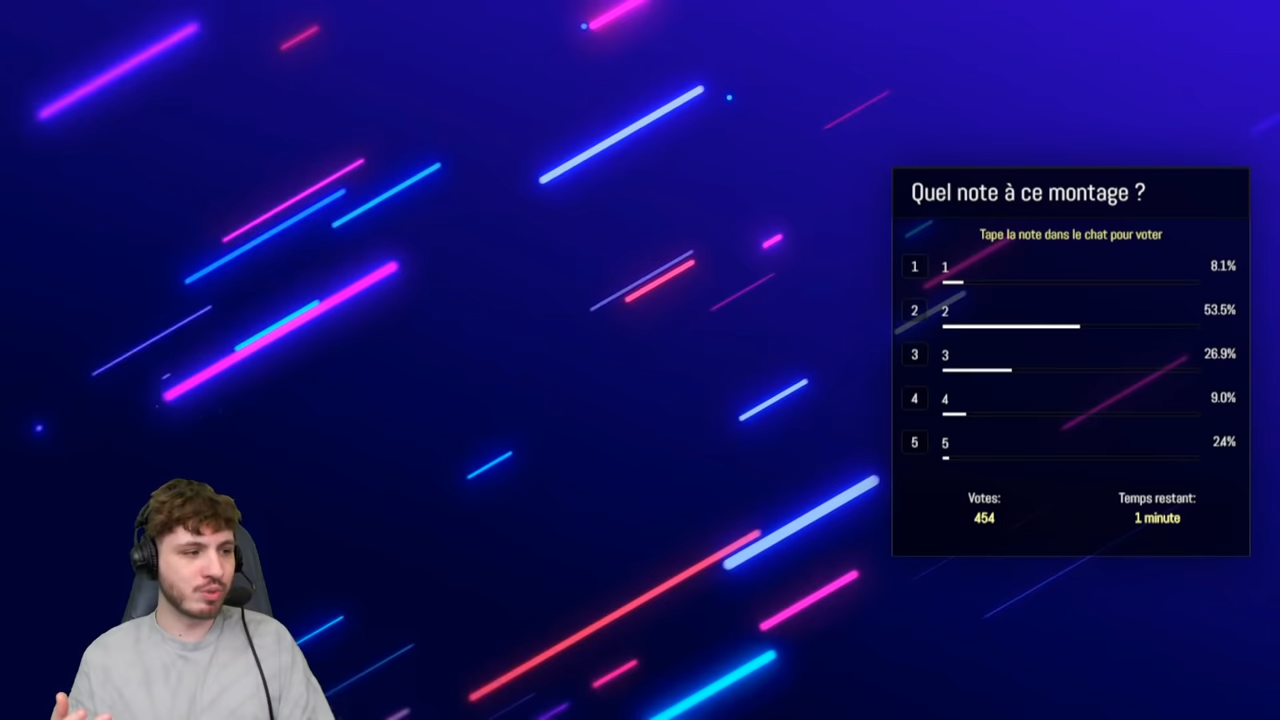 Quel note à ce montage ?
Tape la note dans le chat pour voter
1 1 8.1%
2 2 53.5%
3 3 26.9%
4 4 9.0%
5 5 2.4%
Votes: Temps restant:
454 1 minute